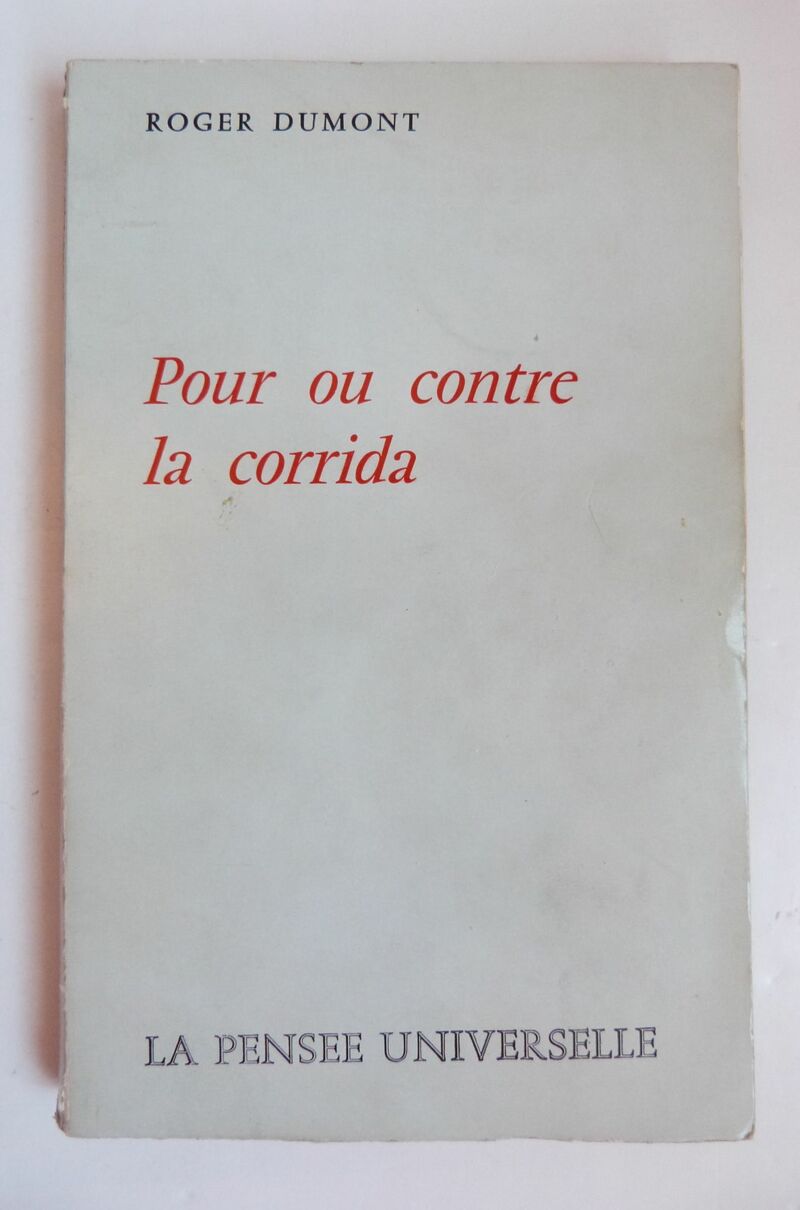 ROGER DUMONT
Pour ou contre
la corrida
LA PENSEE UNIVERSELLE